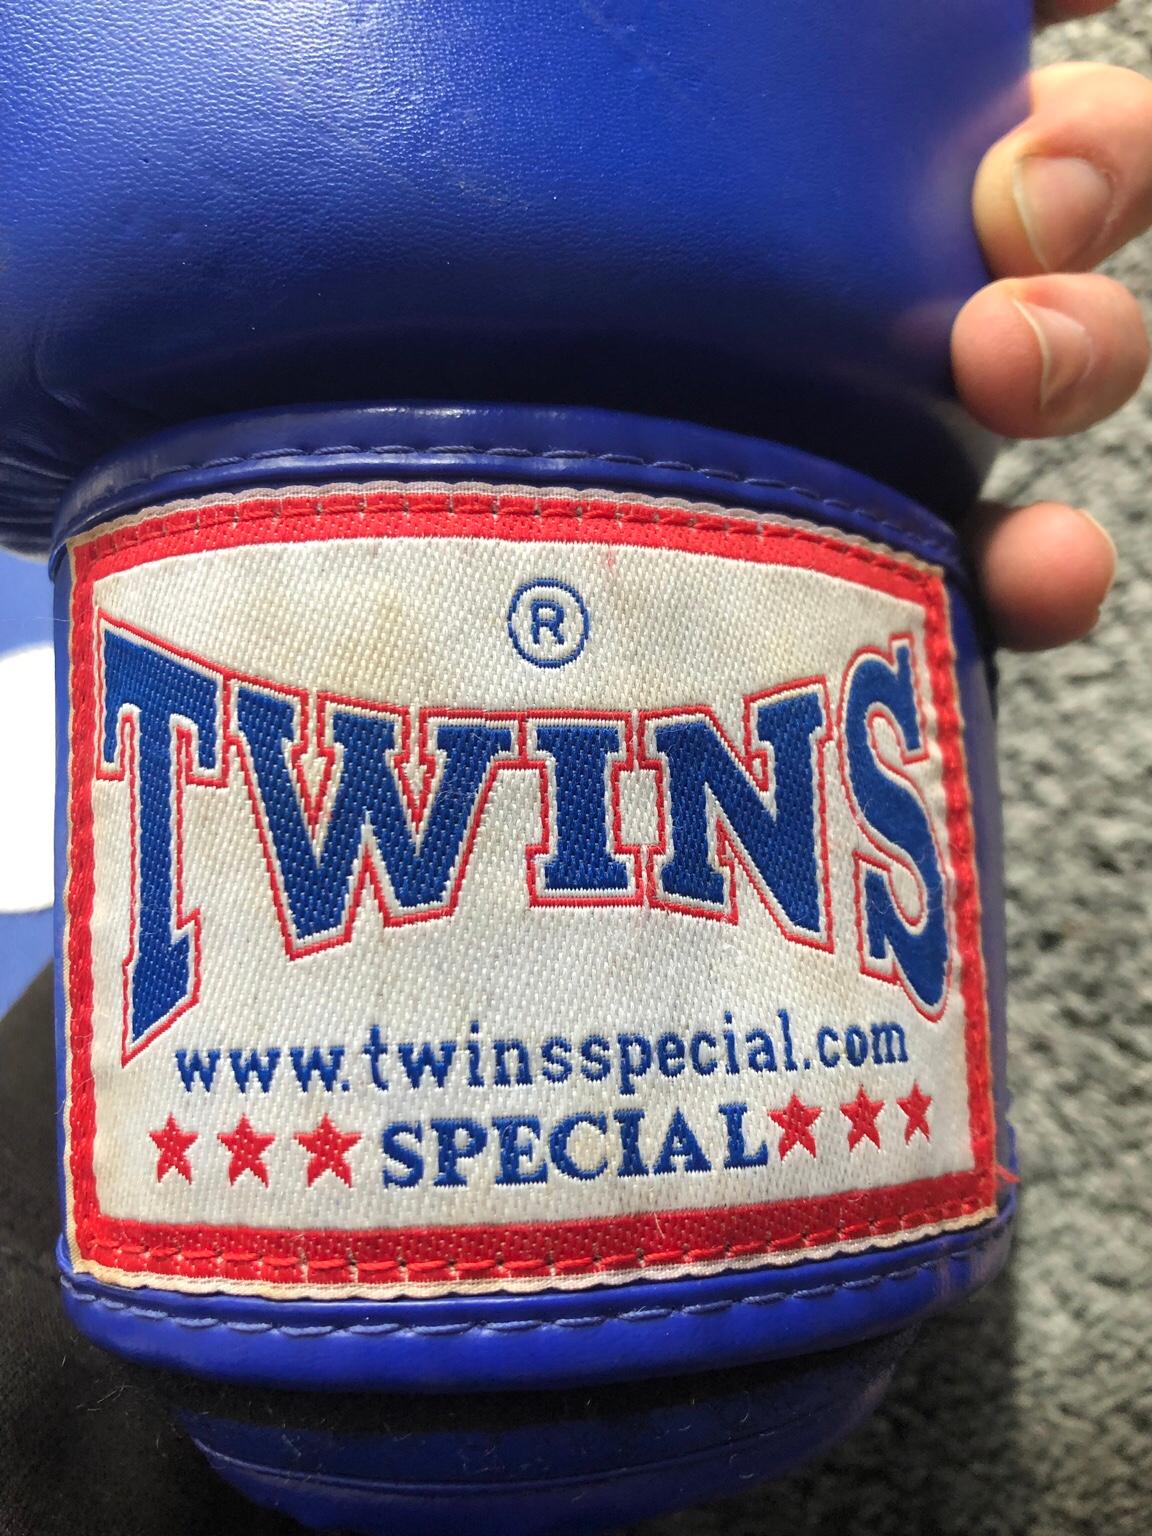 ®
TWINS
www.twinsspecial.com
★★★SPECIAL★★★